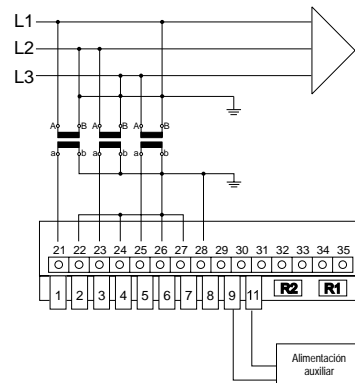 L1
L2
L3
A B A B A B
a b a b a b
21 22 23 24 25 26 27 28 29 30 31 32 33 34 35
1 2 3 4 5 6 7 8 9 11 R2 R1
Alimentación
auxiliar